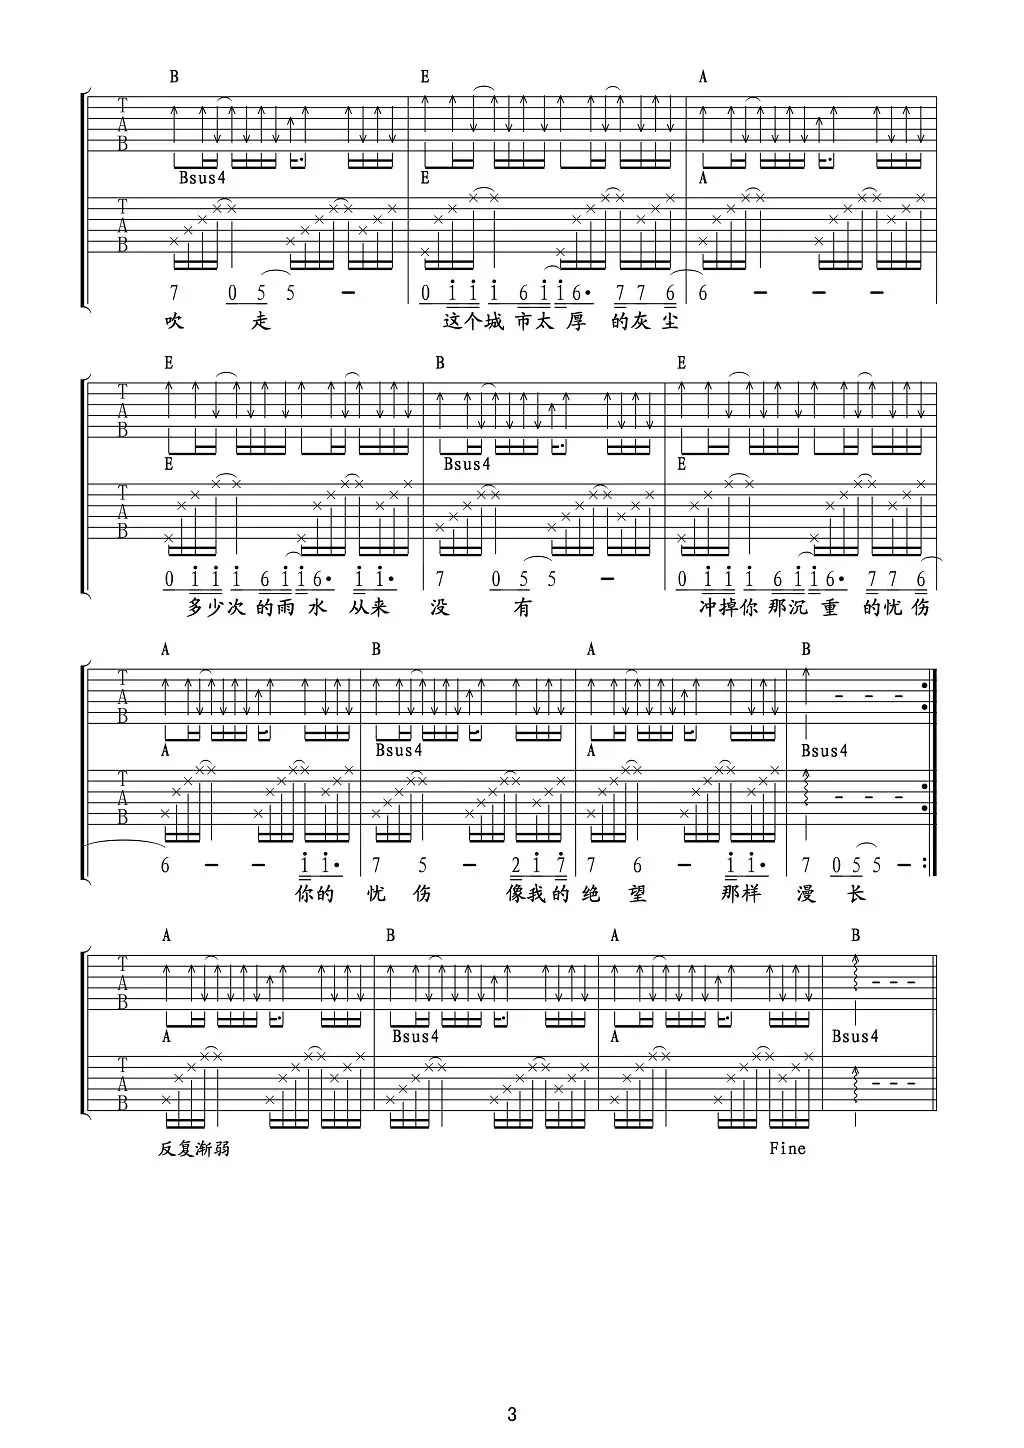 B E A
T A B
Bsus4 E A
T A B
7 0 5 5 – 0 i i i 6 i i 6· 7 7 6 6 – – –
吹 走 这个城 市太 厚 的灰 尘
E B E
T A B
E Bsus4 E
T A B
0 i i i 6 i i 6· i i· 7 0 5 5 – 0 i i i 6 i i 6· 7 7 6
多少次 的雨 水 从来 没 有 冲掉你 那沉 重 的忧 伤
A B A B
T A B
A Bsus4 A Bsus4
T A B
6 – – i i· 7 5 – 2 i 7 7 6 – i i· 7 0 5 5 –
你的 忧 伤 像我的 绝 望 那样 漫 长
A B A B
T A B
A Bsus4 A Bsus4
T A B
反复渐弱 Fine
3